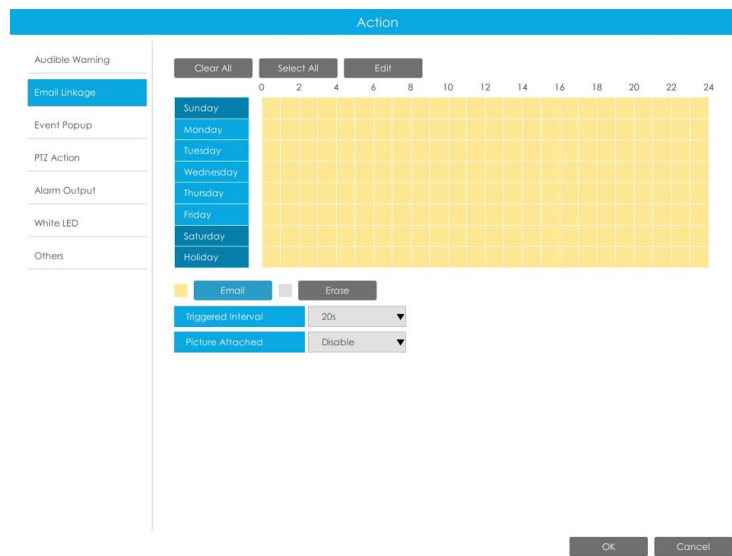 Action
Audible Warning
Email Linkage
Event Popup
PTZ Action
Alarm Output
White LED
Others
Clear All Select All Edit
0 2 4 6 8 10 12 14 16 18 20 22 24
Sunday
Monday
Tuesday
Wednesday
Thursday
Friday
Saturday
Holiday
Email Erase
Triggered Interval 20s
Picture Attached Disable
OK Cancel